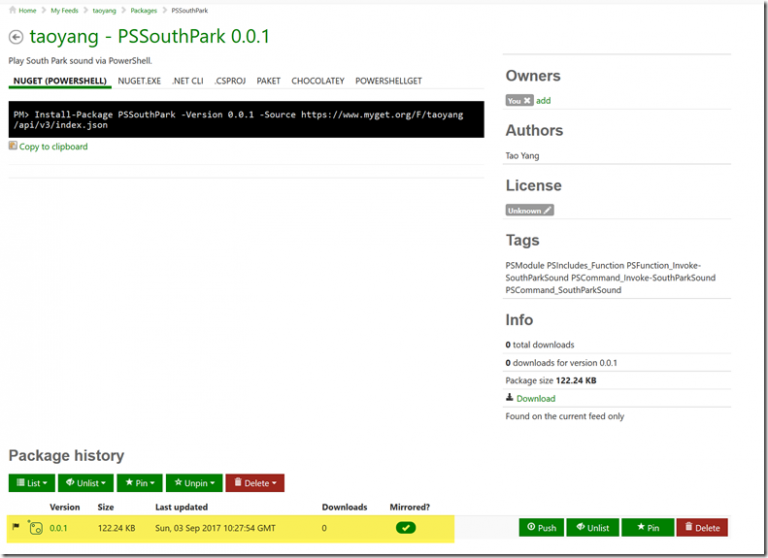 Home > My Feeds > taoyang > Packages > PSSouthPark
taoyang - PSSouthPark 0.0.1
Play South Park sound via PowerShell.
NUGET (POWERSHELL) NUGET.EXE .NET CLI .CSPROJ PAKET CHOCOLATEY POWERSHELLGET
PM> Install-Package PSSouthPark -Version 0.0.1 -Source https://www.myget.org/F/taoyang
/api/v3/index.json
Copy to clipboard
Owners
You ✖ add
Authors
Tao Yang
License
Unknown
Tags
PSModule PSIncludes_Function PSFunction_Invoke-
SouthParkSound PSCommand_Invoke-SouthParkSound
PSCommand_SouthParkSound
Info
0 total downloads
0 downloads for version 0.0.1
Package size 122.24 KB
Download
Found on the current feed only
Package history
List Unlist Pin Unpin Delete
Version Size Last updated Downloads Mirrored?
0.0.1 122.24 KB Sun, 03 Sep 2017 10:27:54 GMT 0 Push Unlist Pin Delete